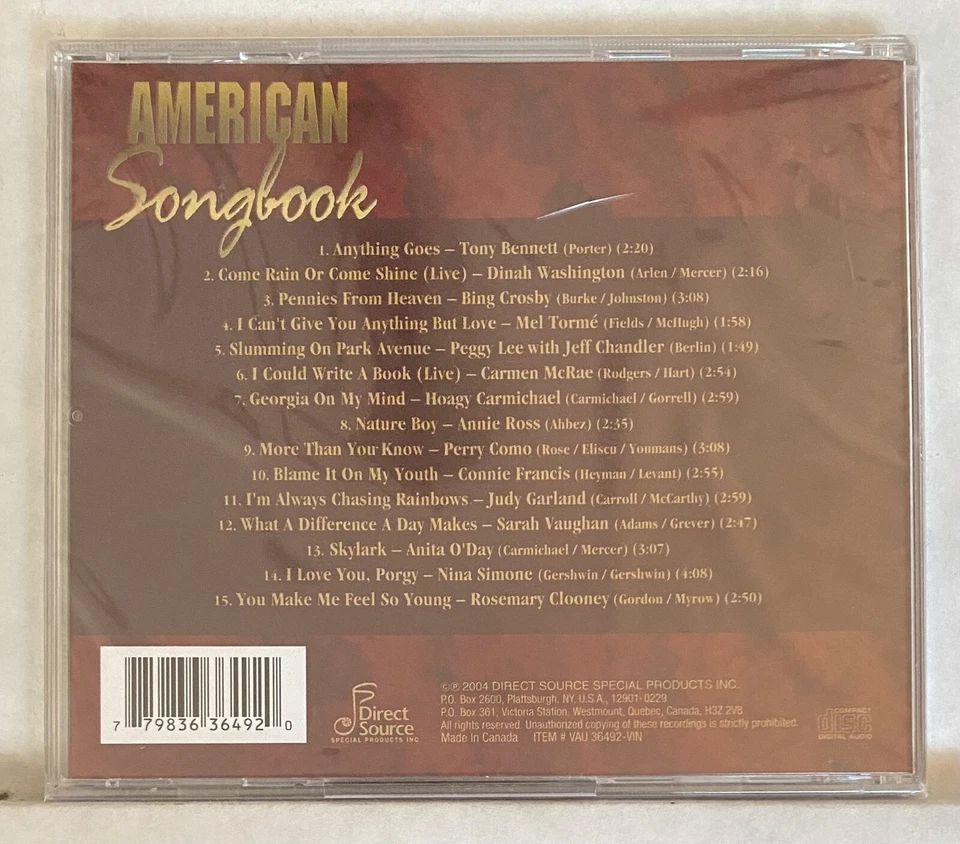 AMERICAN
Songbook
1. Anything Goes – Tony Bennett (Porter) (2:20)
2. Come Rain Or Come Shine (Live) – Dinah Washington (Arlen / Mercer) (2:16)
3. Pennies From Heaven – Bing Crosby (Burke / Johnston) (3:08)
4. I Can't Give You Anything But Love – Mel Tormé (Fields / McHugh) (1:58)
5. Slumming On Park Avenue – Peggy Lee with Jeff Chandler (Berlin) (1:49)
6. I Could Write A Book (Live) – Carmen McRae (Rodgers / Hart) (2:54)
7. Georgia On My Mind – Hoagy Carmichael (Carmichael / Gorrell) (2:59)
8. Nature Boy – Annie Ross (Ahbez) (2:35)
9. More Than You Know – Perry Como (Rose / Eliscu / Youmans) (3:08)
10. Blame It On My Youth – Connie Francis (Heyman / Levant) (2:55)
11. I'm Always Chasing Rainbows – Judy Garland (Carroll / McCarthy) (2:59)
12. What A Difference A Day Makes – Sarah Vaughan (Adams / Grever) (2:47)
13. Skylark – Anita O'Day (Carmichael / Mercer) (3:07)
14. I Love You, Porgy – Nina Simone (Gershwin / Gershwin) (4:08)
15. You Make Me Feel So Young – Rosemary Clooney (Gordon / Myrow) (2:50)
7 79836 36492 0
Direct
Source
SPECIAL PRODUCTS INC
©℗ 2004 DIRECT SOURCE SPECIAL PRODUCTS INC.
P.O. Box 2600, Plattsburgh, NY, U.S.A., 12901-0229
P.O. Box 361, Victoria Station, Westmount, Quebec, Canada, H3Z 2V8
All rights reserved. Unauthorized copying of these recordings is strictly prohibited.
Made in Canada ITEM # VAU 36492-VIN
COMPACT
disc
DIGITAL AUDIO